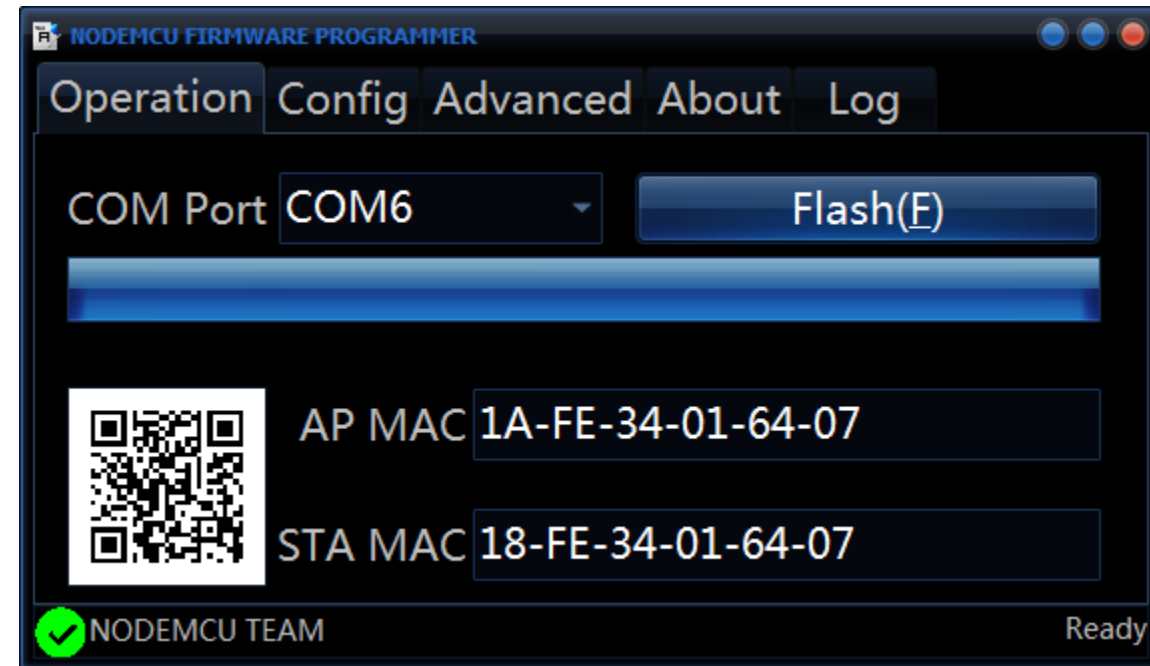 NODEMCU FIRMWARE PROGRAMMER
Operation Config Advanced About Log
COM Port COM6 Flash(F)
AP MAC 1A-FE-34-01-64-07
STA MAC 18-FE-34-01-64-07
NODEMCU TEAM Ready